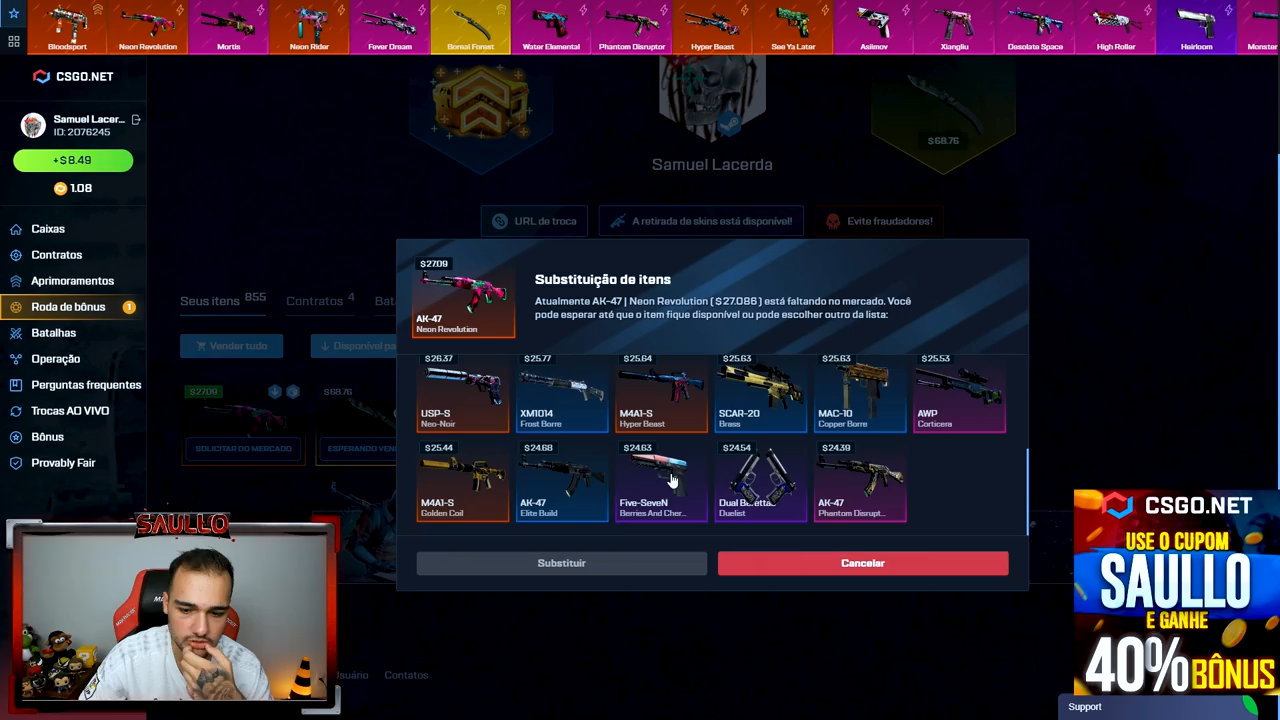 Bloodsport
Neon Revolution
Mortis
Neon Rider
Fever Dream
Boreal Forest
Water Elemental
Phantom Disruptor
Hyper Beast
See Ya Later
Asiimov
Xiangliu
Desolate Space
High Roller
Heirloom
Monster
CSGO.NET
Samuel Lacer...
ID: 2076245
+$8.49
1.08
Caixas
Contratos
Aprimoramentos
Roda de bônus
1
Batalhas
Operação
Perguntas frequentes
Trocas AO VIVO
Bônus
Provably Fair
$68.76
Samuel Lacerda
URL de troca
A retirada de skins está disponível!
Evite fraudadores!
Seus itens 855
Contratos 4
Bat
Vender tudo
Disponível pa
$27.09
$68.76
SOLICITAR DO MERCADO
ESPERANDO VEN
$27.09
AK-47
Neon Revolution
Substituição de itens
Atualmente AK-47 | Neon Revolution ( $27.086 ) está faltando no mercado. Você
pode esperar até que o item fique disponível ou pode escolher outro da lista:
$26.37
USP-S
Neo-Noir
$25.77
XM1014
Frost Borre
$25.64
M4A1-S
Hyper Beast
$25.63
SCAR-20
Brass
$25.63
MAC-10
Copper Borre
$25.53
AWP
Corticera
$25.44
M4A1-S
Golden Coil
$24.68
AK-47
Elite Build
$24.63
Five-SeveN
Berries And Cher...
$24.54
Dual Beretta...
Duelist
$24.39
AK-47
Phantom Disrupt...
Substituir
Cancelar
Usuário
Contatos
SAULLO
CSGO.NET
USE O CUPOM
SAULLO
E GANHE
40% BÔNUS
Support